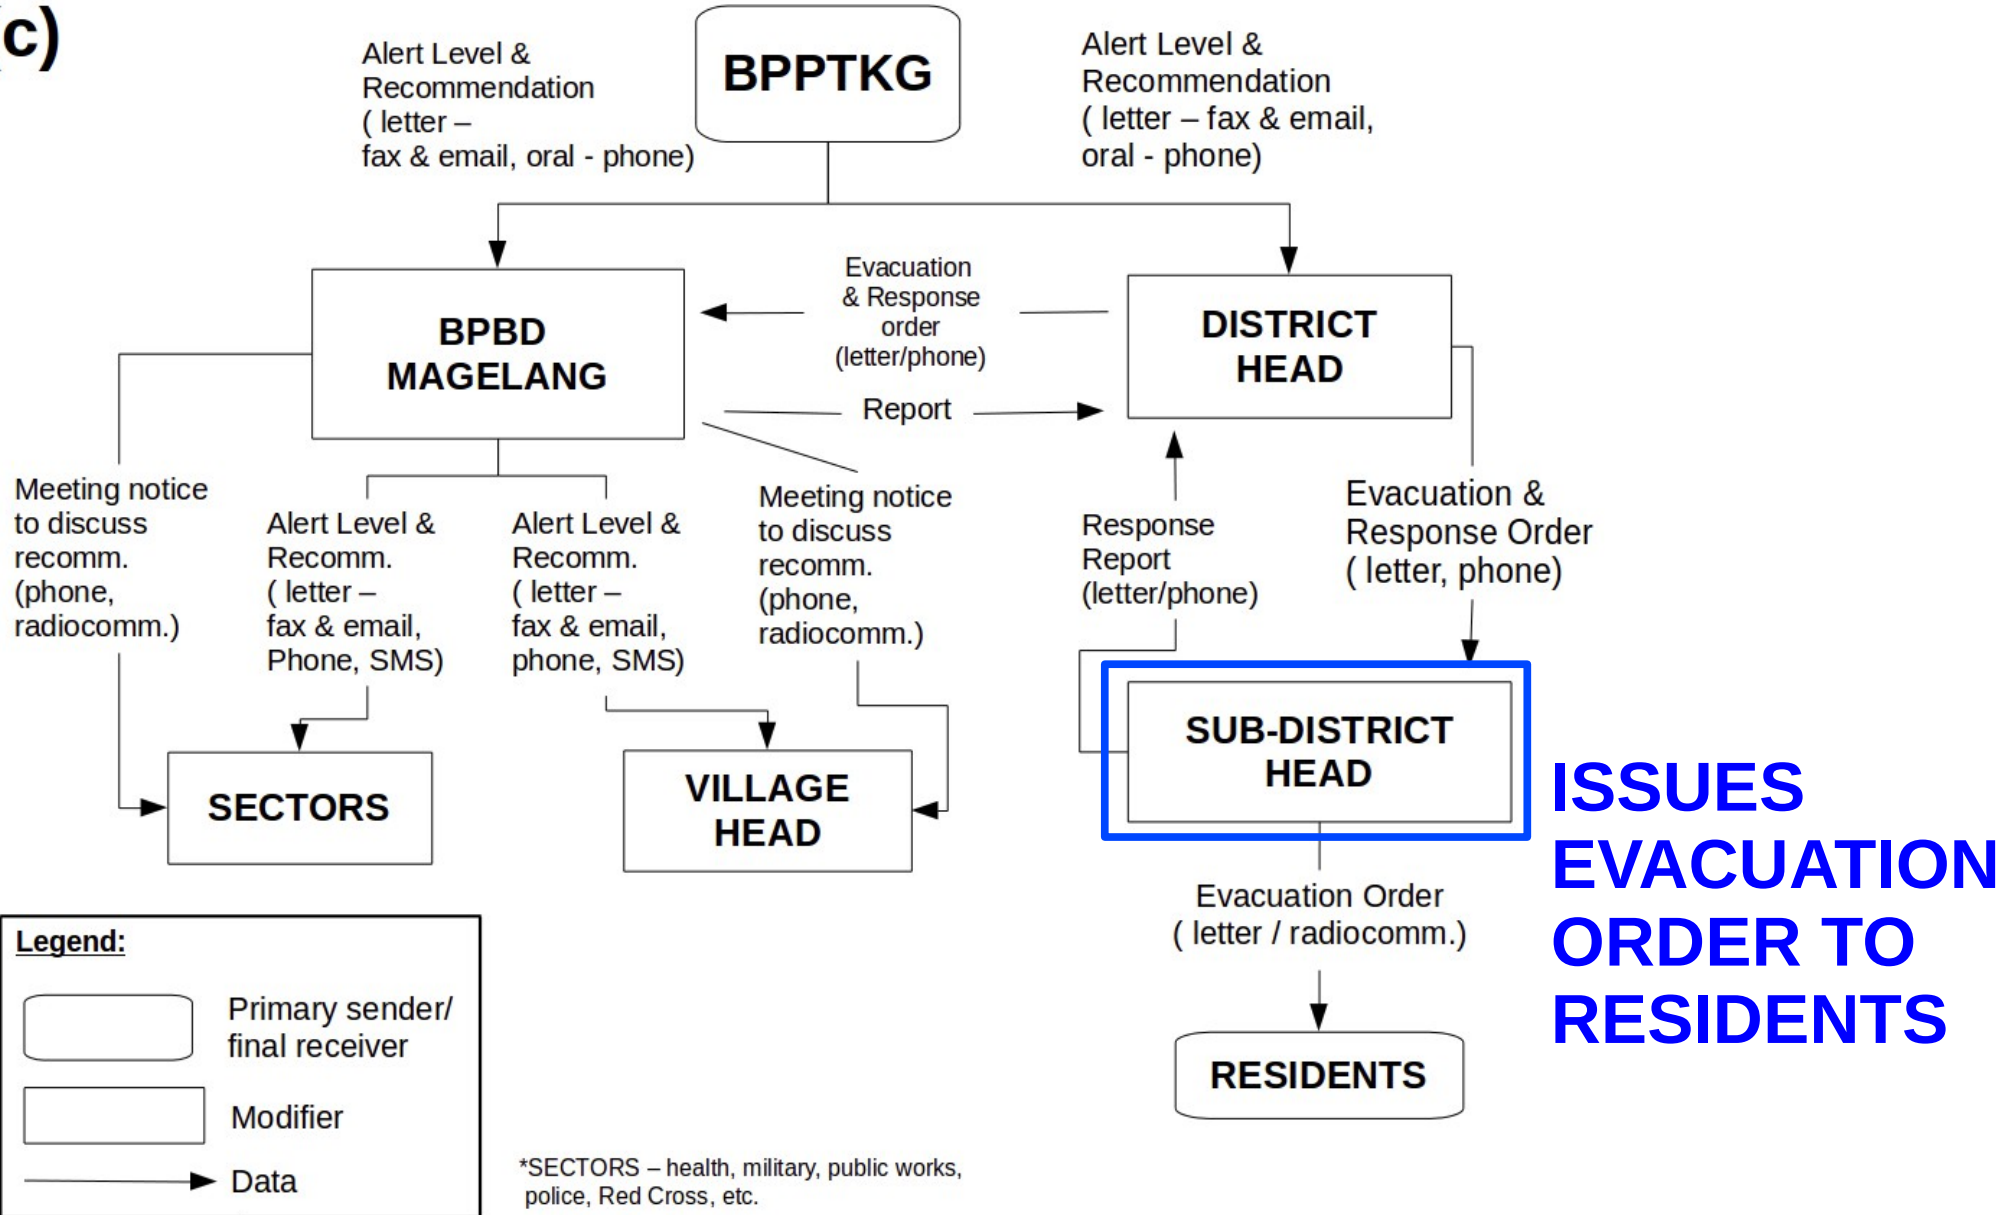 c)
Alert Level &
Recommendation
( letter –
fax & email, oral - phone)
BPPTKG
Alert Level &
Recommendation
( letter – fax & email,
oral - phone)
BPBD
MAGELANG
Evacuation
& Response
order
(letter/phone)
Report
DISTRICT
HEAD
Meeting notice
to discuss
recomm.
(phone,
radiocomm.)
Alert Level &
Recomm.
( letter –
fax & email,
Phone, SMS)
Alert Level &
Recomm.
( letter –
fax & email,
phone, SMS)
Meeting notice
to discuss
recomm.
(phone,
radiocomm.)
Response
Report
(letter/phone)
Evacuation &
Response Order
( letter, phone)
SECTORS
VILLAGE
HEAD
SUB-DISTRICT
HEAD
ISSUES
EVACUATION
ORDER TO
RESIDENTS
Evacuation Order
( letter / radiocomm.)
RESIDENTS
Legend:
Primary sender/
final receiver
Modifier
Data
*SECTORS – health, military, public works,
police, Red Cross, etc.